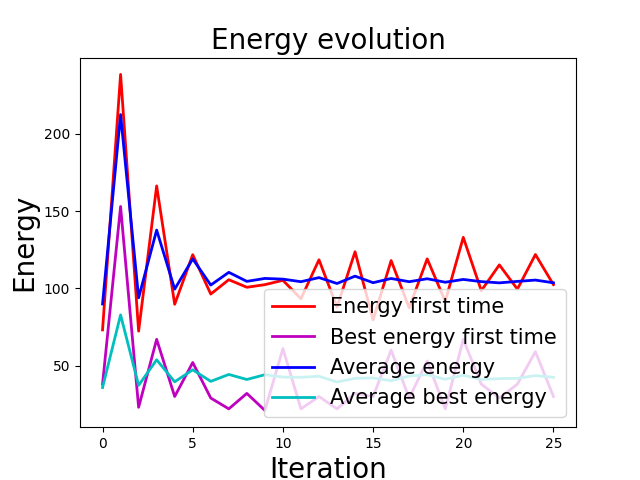 Energy evolution
Energy
200
150
100
50
Energy first time
Best energy first time
Average energy
Average best energy
0 5 10 15 20 25
Iteration